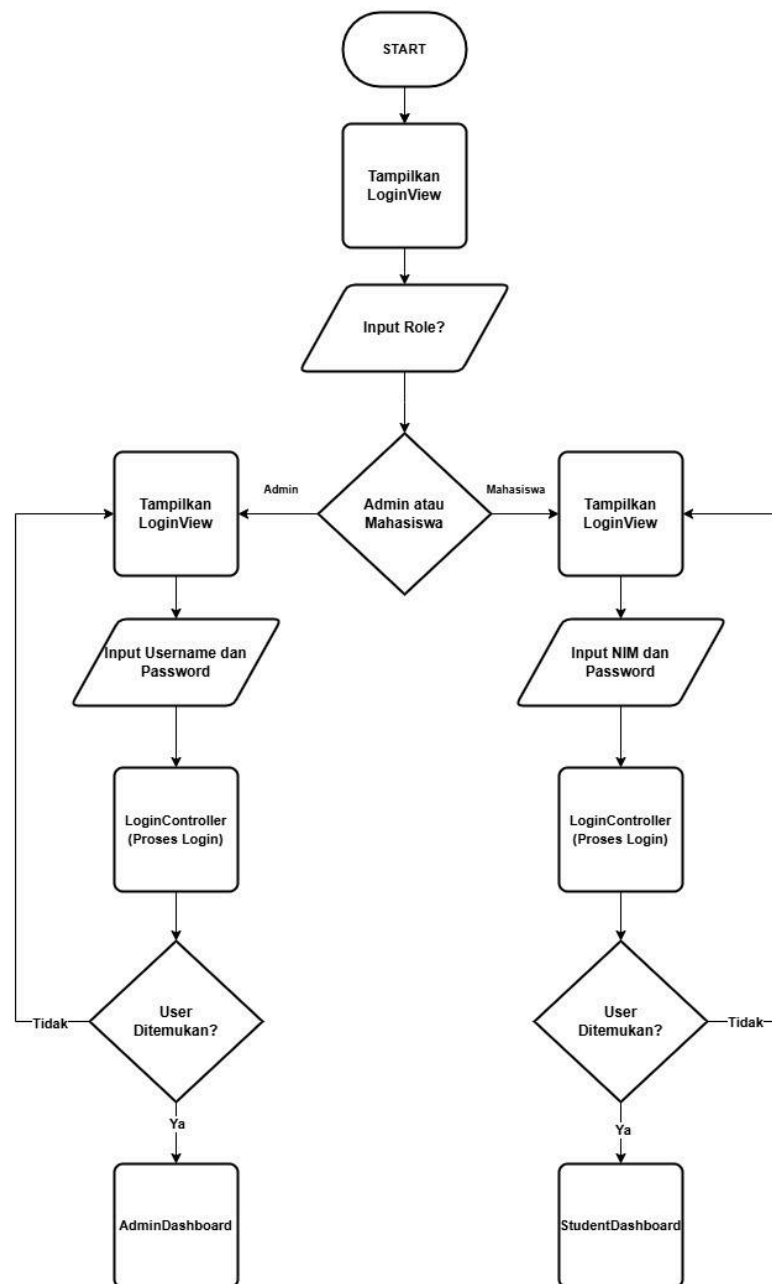 START
Tampilkan
LoginView
Input Role?
Tampilkan
LoginView
Admin
Admin atau
Mahasiswa
Mahasiswa
Tampilkan
LoginView
Input Username dan
Password
Input NIM dan
Password
LoginController
(Proses Login)
LoginController
(Proses Login)
User
Ditemukan?
Tidak
User
Ditemukan?
Tidak
Ya
Ya
AdminDashboard
StudentDashboard